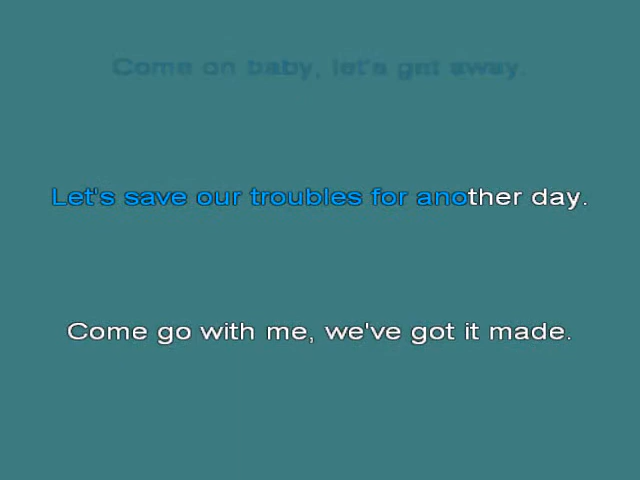 Come on baby, let's get away.
Let's save our troubles for another day.
Come go with me, we've got it made.